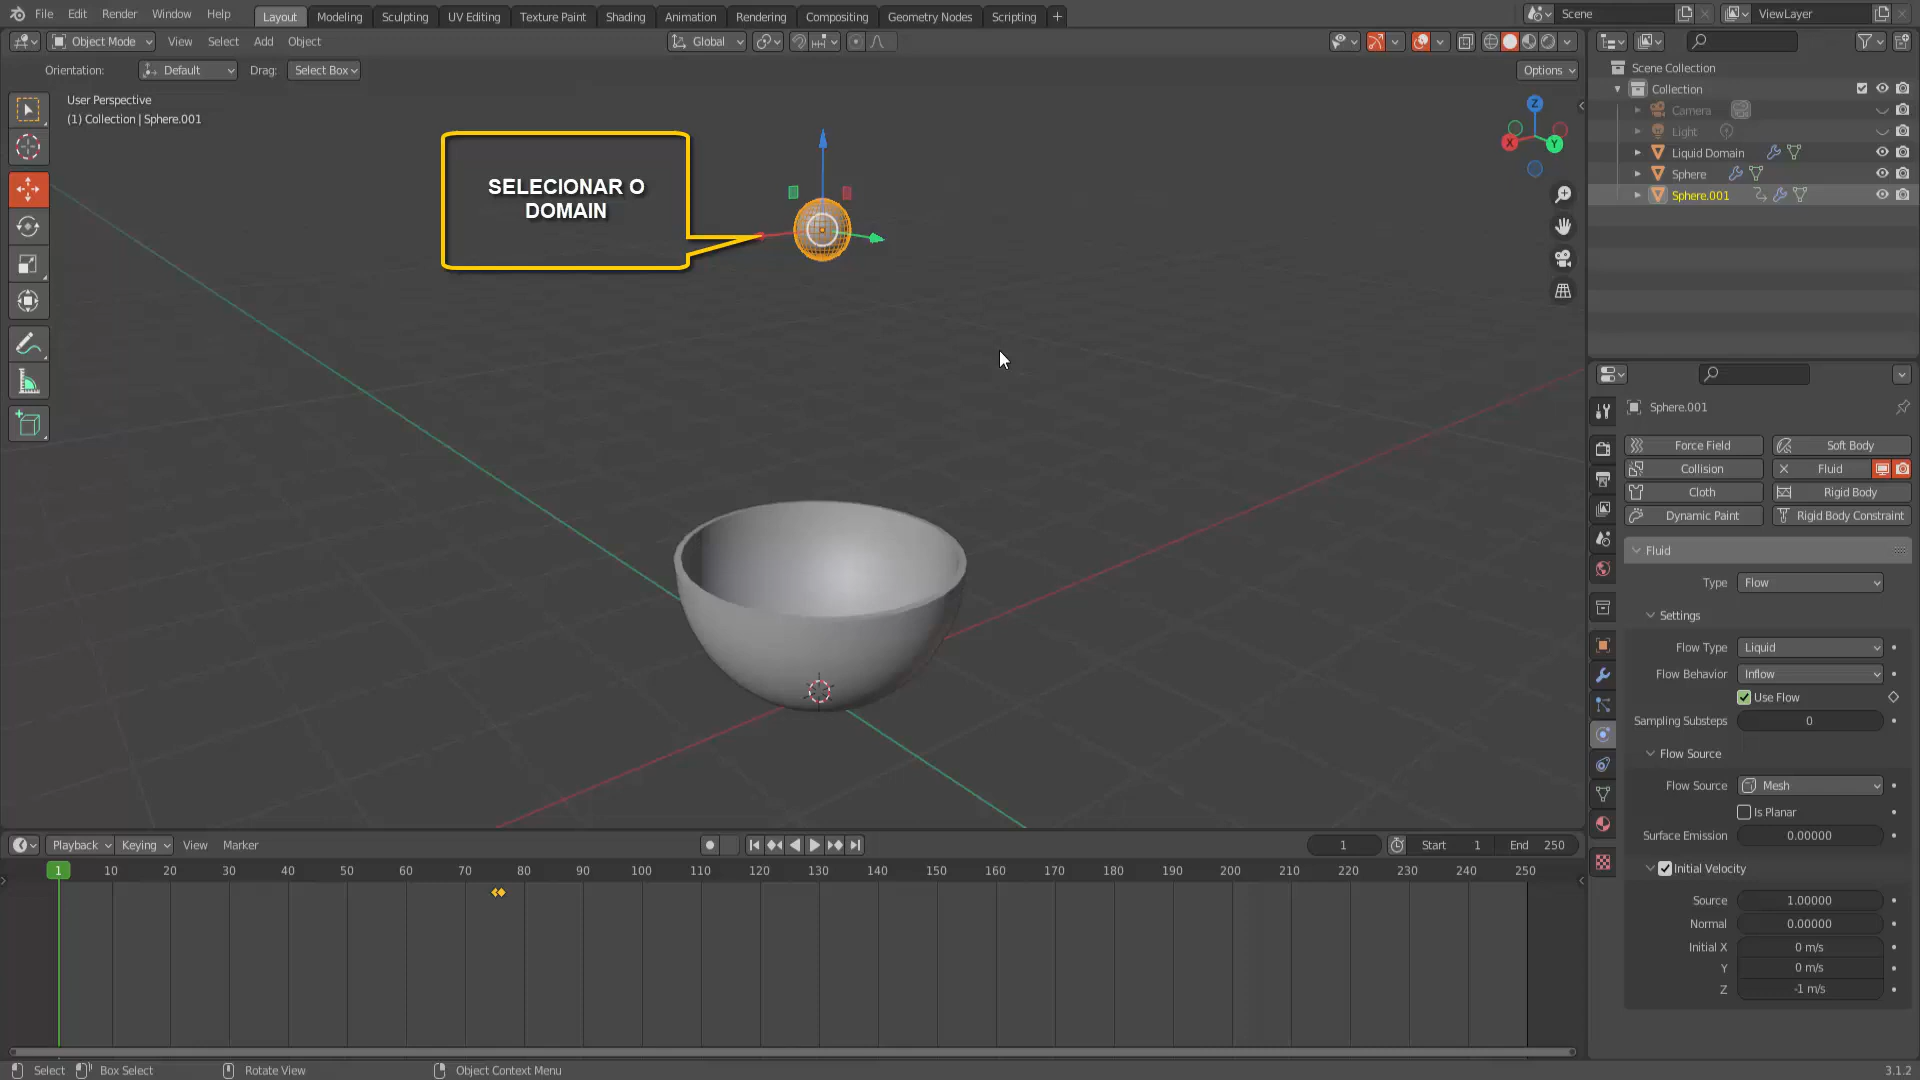 File Edit Render Window Help Layout Modeling Sculpting UV Editing Texture Paint Shading Animation Rendering Compositing Geometry Nodes Scripting + Scene ViewLayer
Object Mode View Select Add Object Global
Orientation: Default Drag: Select Box Options
User Perspective
(1) Collection | Sphere.001
SELECIONAR O
DOMAIN
Z
X
Y
Scene Collection
Collection
Camera
Light
Liquid Domain
Sphere
Sphere.001
Sphere.001
Force Field Soft Body
Collision Fluid
Cloth Rigid Body
Dynamic Paint Rigid Body Constraint
Fluid
Type Flow
Settings
Flow Type Liquid
Flow Behavior Inflow
Use Flow
Sampling Substeps 0
Flow Source
Flow Source Mesh
Is Planar
Surface Emission 0.00000
Initial Velocity
Source 1.00000
Normal 0.00000
Initial X 0 m/s
Y 0 m/s
Z -1 m/s
Playback Keying View Marker 1 Start 1 End 250
1 10 20 30 40 50 60 70 80 90 100 110 120 130 140 150 160 170 180 190 200 210 220 230 240 250
Select Box Select Rotate View Object Context Menu 3.1.2